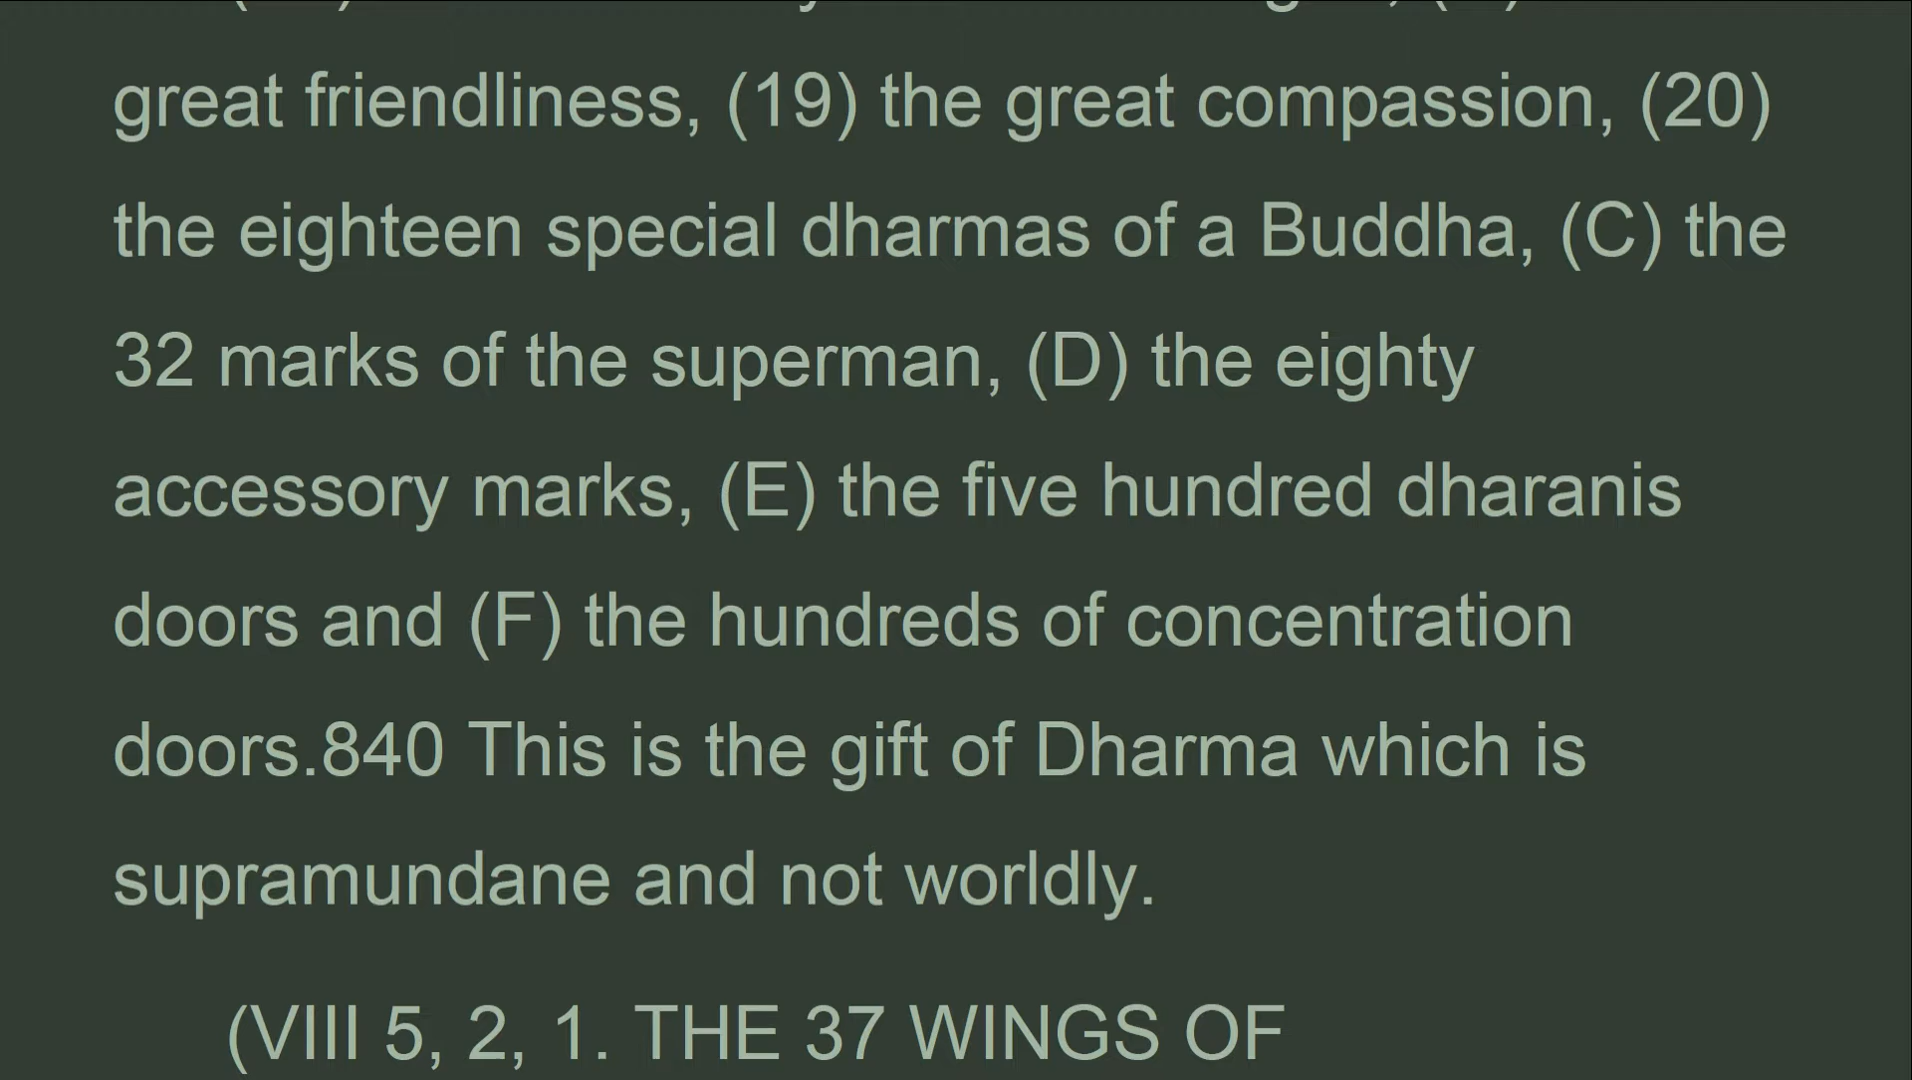 great friendliness, (19) the great compassion, (20)
the eighteen special dharmas of a Buddha, (C) the
32 marks of the superman, (D) the eighty
accessory marks, (E) the five hundred dharanis
doors and (F) the hundreds of concentration
doors.840 This is the gift of Dharma which is
supramundane and not worldly.
(VIII 5, 2, 1. THE 37 WINGS OF